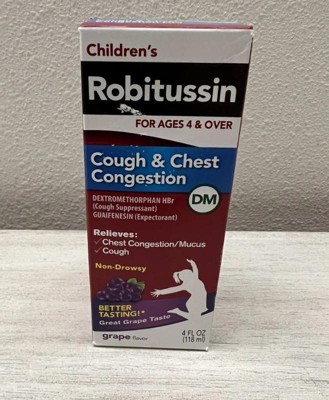 Children's
Robitussin
FOR AGES 4 & OVER
Cough & Chest
Congestion
DM
DEXTROMETHORPHAN HBr
(Cough Suppressant)
GUAIFENESIN (Expectorant)
Relieves:
✓ Chest Congestion/Mucus
✓ Cough
Non-Drowsy
BETTER
TASTING!*
Great Grape Taste
grape flavor
4 FL OZ
(118 ml)